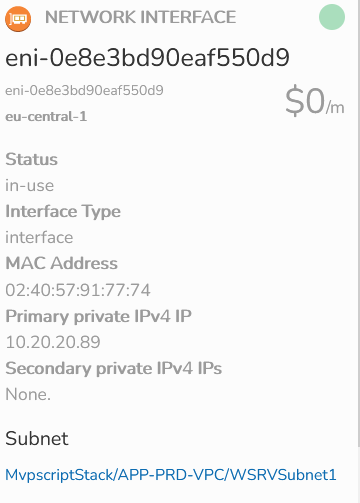 NETWORK INTERFACE
eni-0e8e3bd90eaf550d9
eni-0e8e3bd90eaf550d9
eu-central-1
$0/m
Status
in-use
Interface Type
interface
MAC Address
02:40:57:91:77:74
Primary private IPv4 IP
10.20.20.89
Secondary private IPv4 IPs
None.
Subnet
MvpscriptStack/APP-PRD-VPC/WSRVSubnet1